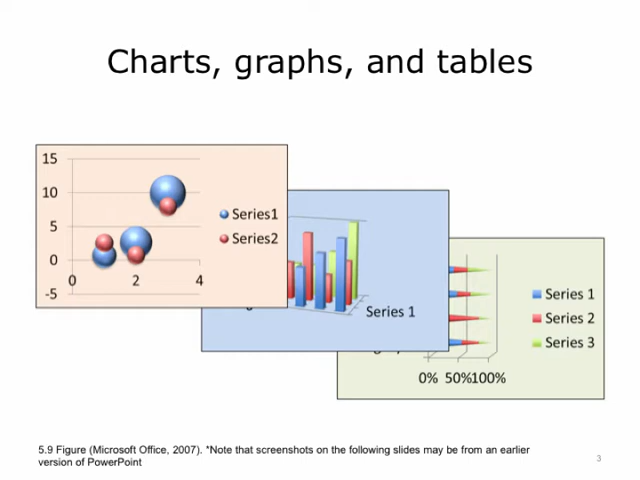 Charts, graphs, and tables
15
10
5
0
-5
0 2 4
Series1
Series2
Series 1
Series 1
Series 2
Series 3
0% 50% 100%
5.9 Figure (Microsoft Office, 2007). *Note that screenshots on the following slides may be from an earlier
version of PowerPoint
3